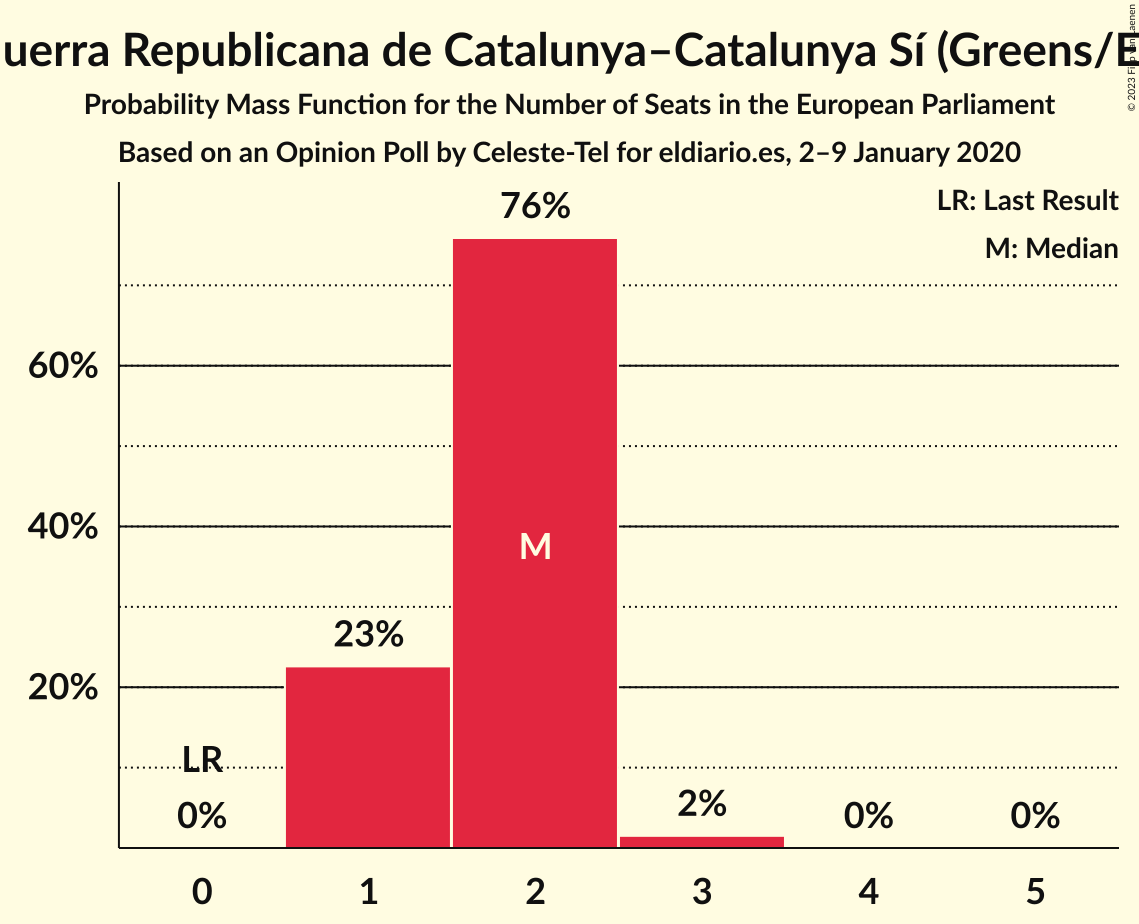 uerra Republicana de Catalunya–Catalunya Sí (Greens/E
Probability Mass Function for the Number of Seats in the European Parliament
Based on an Opinion Poll by Celeste-Tel for eldiario.es, 2–9 January 2020
LR: Last Result
M: Median
76%
60%
40%
M
23%
20%
LR
0%
2%
0%
0%
0 1 2 3 4 5